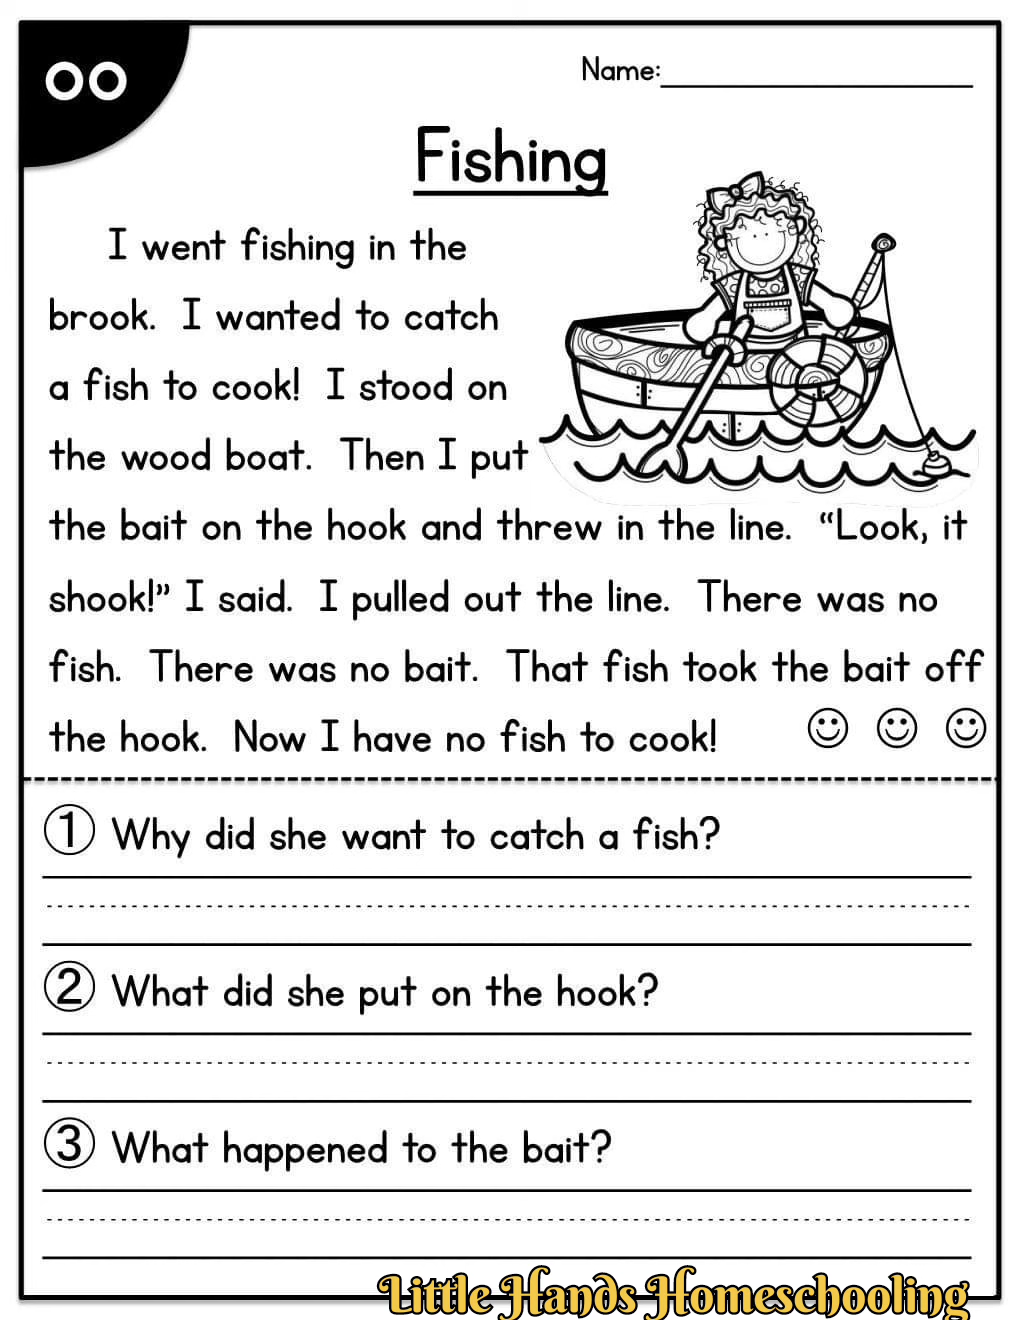 oo
Name:
Fishing
I went fishing in the
brook. I wanted to catch
a fish to cook! I stood on
the wood boat. Then I put
the bait on the hook and threw in the line. “Look, it
shook!” I said. I pulled out the line. There was no
fish. There was no bait. That fish took the bait off
the hook. Now I have no fish to cook!
1 Why did she want to catch a fish?
2 What did she put on the hook?
3 What happened to the bait?
Little Hands Homeschooling